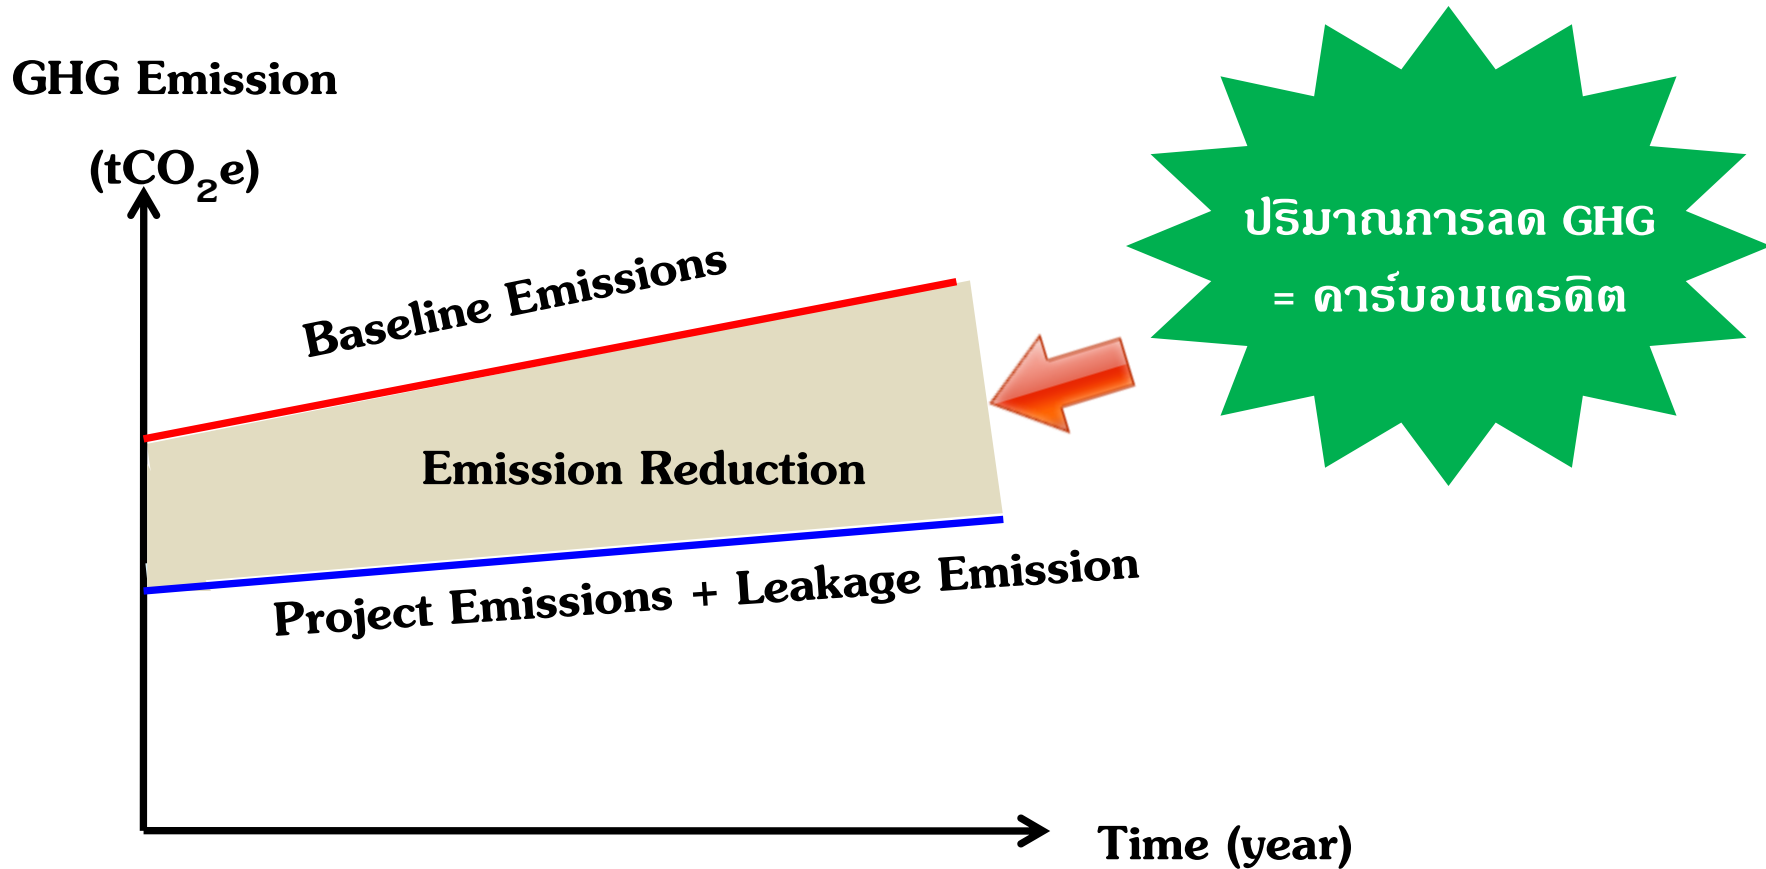 GHG Emission
(tCO₂e)
Baseline Emissions
ปริมาณการลด GHG
= คาร์บอนเครดิต
Emission Reduction
Project Emissions + Leakage Emission
Time (year)